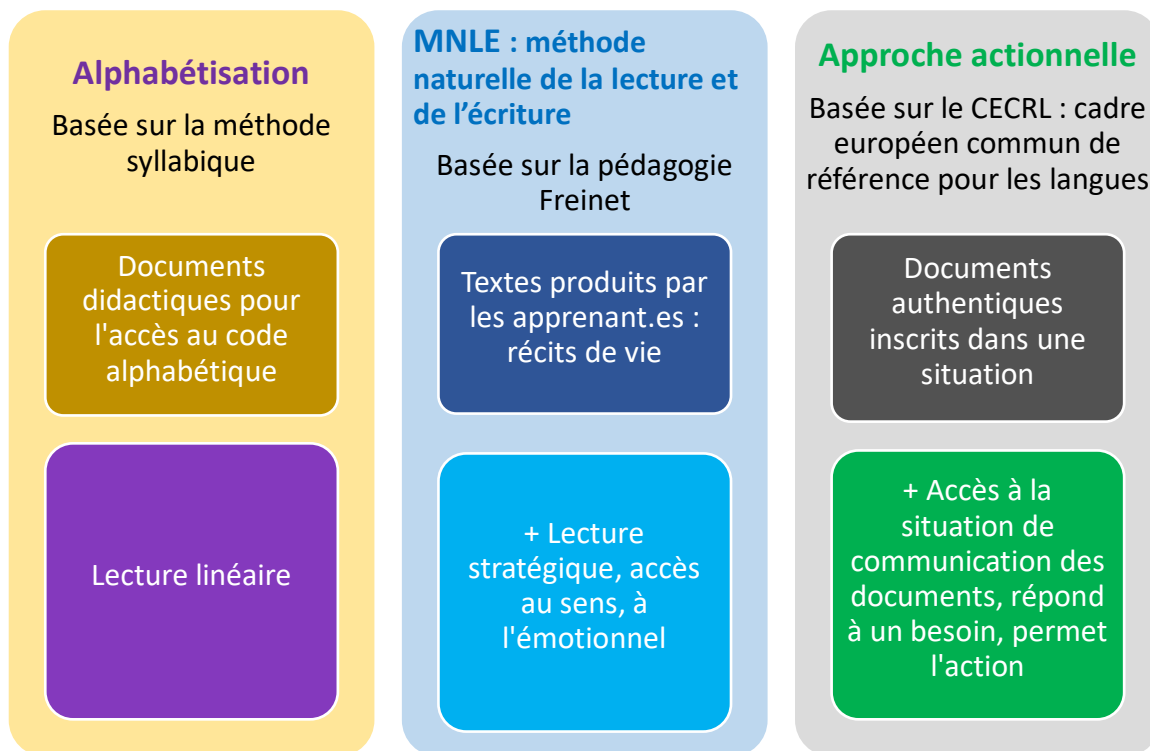 Alphabétisation
Basée sur la méthode
syllabique
Documents
didactiques pour
l'accès au code
alphabétique
Lecture linéaire
MNLE : méthode
naturelle de la lecture et
de l’écriture
Basée sur la pédagogie
Freinet
Textes produits par
les apprenant.es :
récits de vie
+ Lecture
stratégique, accès
au sens, à
l'émotionnel
Approche actionnelle
Basée sur le CECRL : cadre
européen commun de
référence pour les langues
Documents
authentiques
inscrits dans une
situation
+ Accès à la
situation de
communication des
documents, répond
à un besoin, permet
l'action